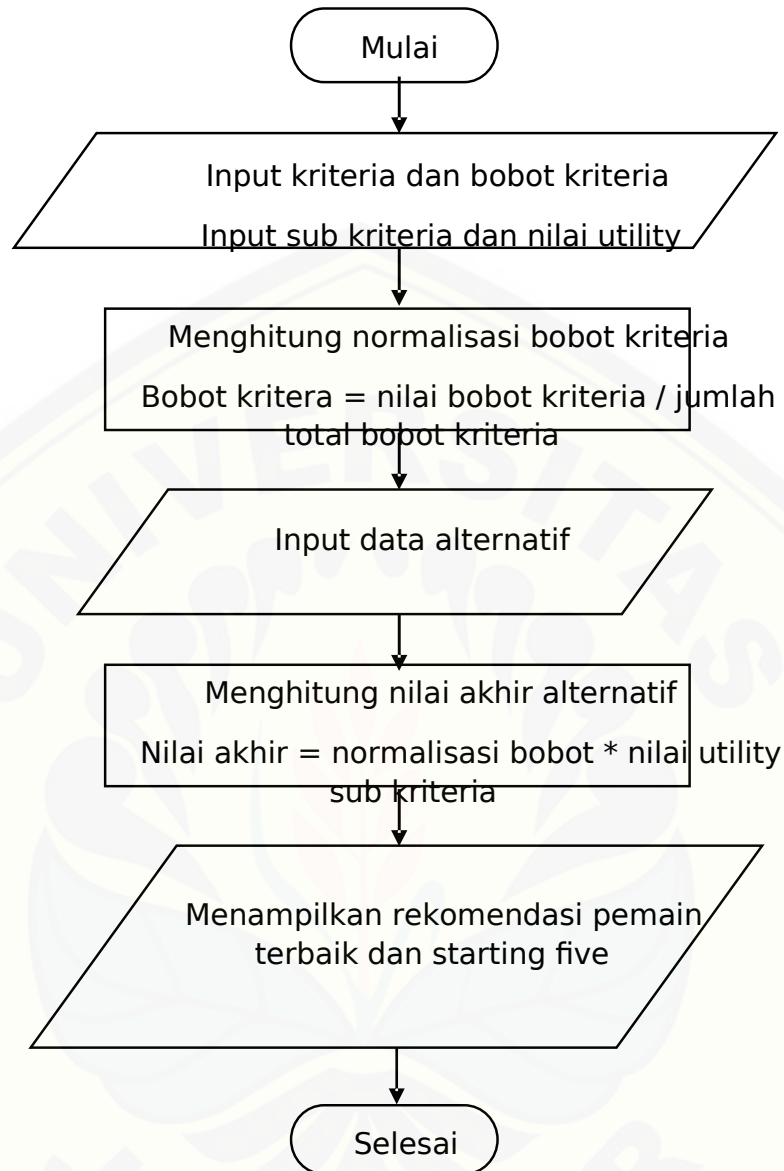 Mulai
Input kriteria dan bobot kriteria
Input sub kriteria dan nilai utility
Menghitung normalisasi bobot kriteria
Bobot kritera = nilai bobot kriteria / jumlah
total bobot kriteria
Input data alternatif
Menghitung nilai akhir alternatif
Nilai akhir = normalisasi bobot * nilai utility
sub kriteria
Menampilkan rekomendasi pemain
terbaik dan starting five
Selesai
UNIVERSITAS